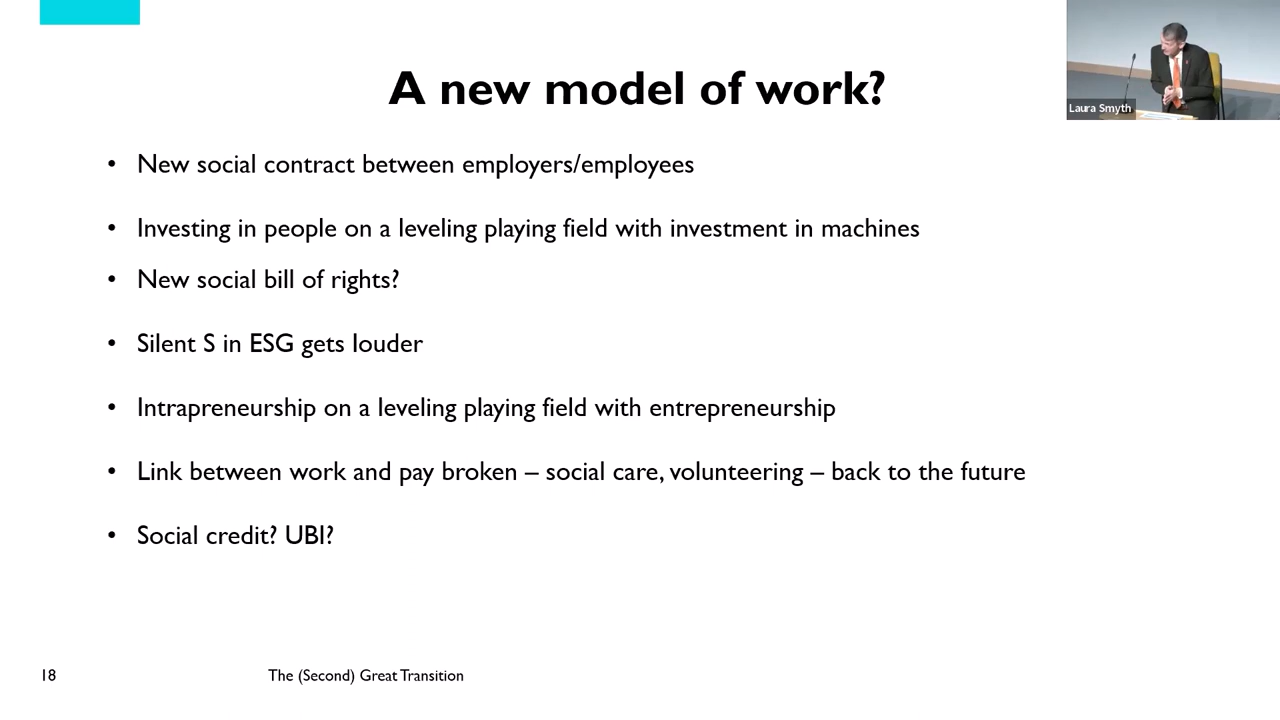 A new model of work?
Laura Smyth
• New social contract between employers/employees
• Investing in people on a leveling playing field with investment in machines
• New social bill of rights?
• Silent S in ESG gets louder
• Intrapreneurship on a leveling playing field with entrepreneurship
• Link between work and pay broken – social care, volunteering – back to the future
• Social credit? UBI?
18
The (Second) Great Transition